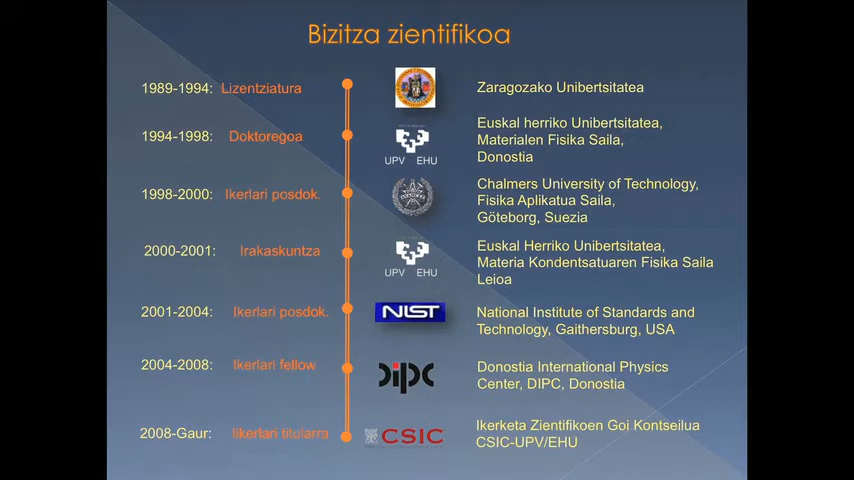 Bizitza zientifikoa
1989-1994: Lizentziatura
Zaragozako Unibertsitatea
1994-1998: Doktoregoa
UPV EHU
Euskal herriko Unibertsitatea,
Materialen Fisika Saila,
Donostia
1998-2000: Ikerlari posdok.
Chalmers University of Technology,
Fisika Aplikatua Saila,
Göteborg, Suezia
2000-2001: Irakaskuntza
UPV EHU
Euskal Herriko Unibertsitatea,
Materia Kondentsatuaren Fisika Saila
Leioa
2001-2004: Ikerlari posdok.
NIST
National Institute of Standards and
Technology, Gaithersburg, USA
2004-2008: Ikerlari fellow
DIPC
Donostia International Physics
Center, DIPC, Donostia
2008-Gaur: Iikerlari titularra
CSIC
Ikerketa Zientifikoen Goi Kontseilua
CSIC-UPV/EHU